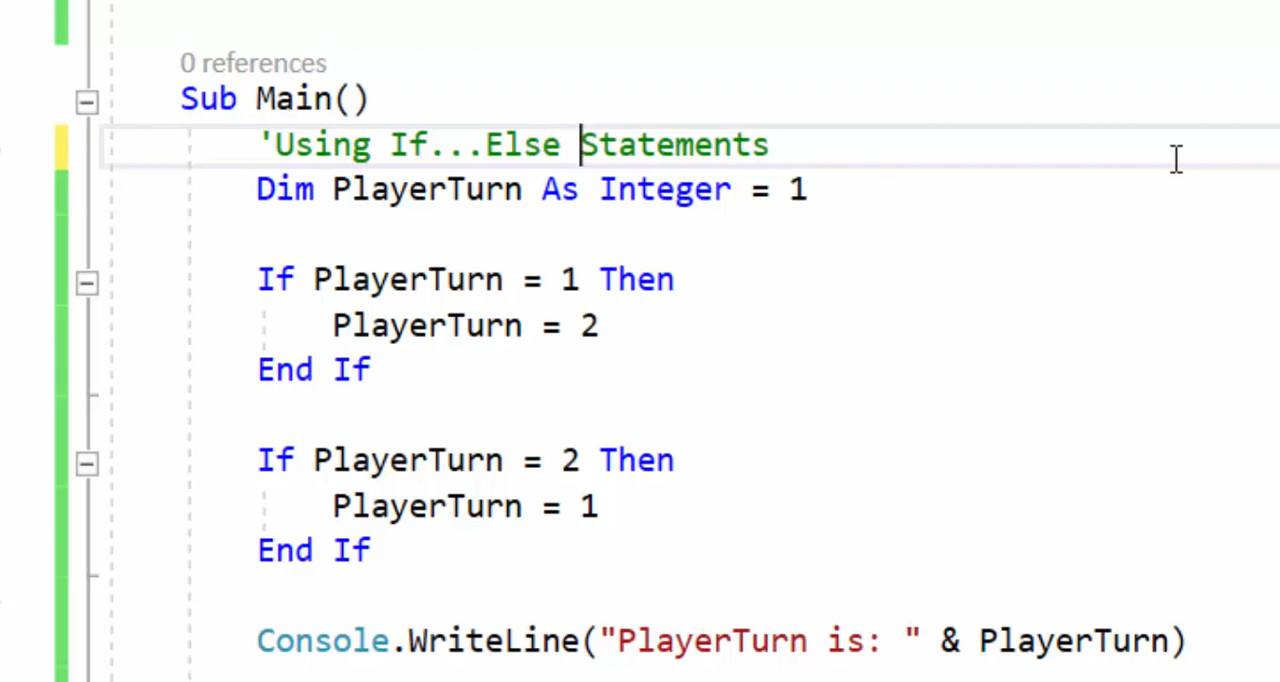 0 references
Sub Main()
'Using If...Else Statements
Dim PlayerTurn As Integer = 1
If PlayerTurn = 1 Then
PlayerTurn = 2
End If
If PlayerTurn = 2 Then
PlayerTurn = 1
End If
Console.WriteLine("PlayerTurn is: " & PlayerTurn)